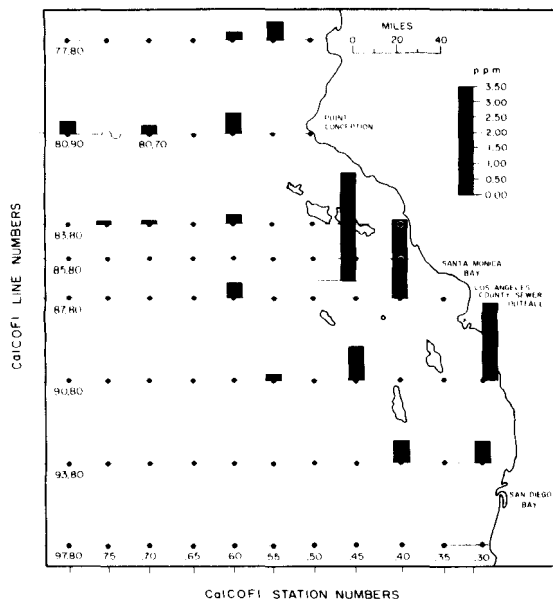 MILES
0 20 40
77.80
ppm
3.50
3.00
2.50
2.00
1.50
1.00
0.50
0.00
POINT
CONCEPTION
80.90
80.70
83.80
85.80
SANTA MONICA
BAY
87.80
LOS ANGELES
COUNTY SEWER
OUTFALL
90.80
93.80
SAN DIEGO
BAY
97.80 .75 .70 .65 .60 .55 .50 .45 .40 .35 .30
CalCOFI LINE NUMBERS
CalCOFI STATION NUMBERS